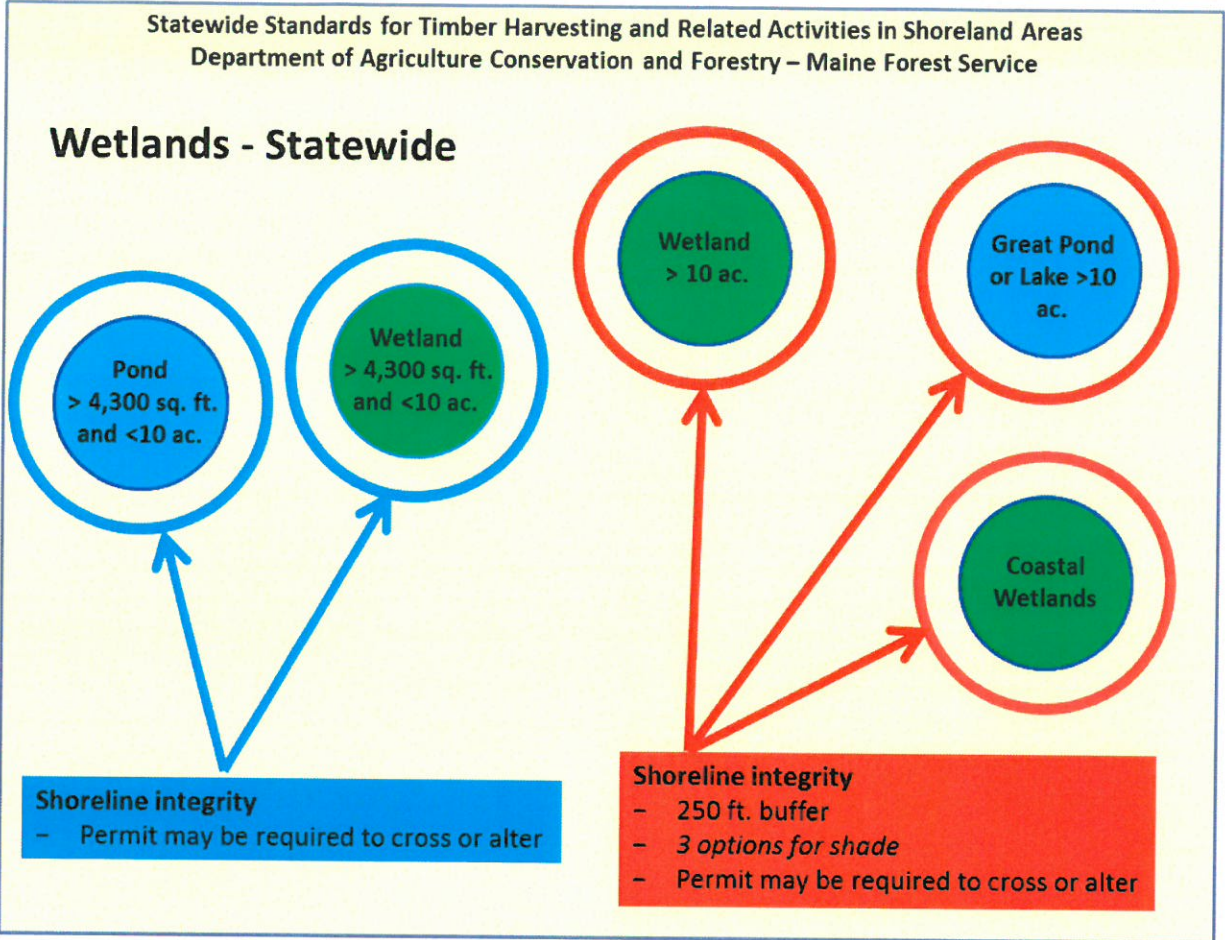 Statewide Standards for Timber Harvesting and Related Activities in Shoreland Areas
Department of Agriculture Conservation and Forestry – Maine Forest Service
Wetlands - Statewide
Pond
> 4,300 sq. ft.
and <10 ac.
Wetland
> 4,300 sq. ft.
and <10 ac.
Wetland
> 10 ac.
Great Pond
or Lake >10
ac.
Coastal
Wetlands
Shoreline integrity
– Permit may be required to cross or alter
Shoreline integrity
– 250 ft. buffer
– 3 options for shade
– Permit may be required to cross or alter